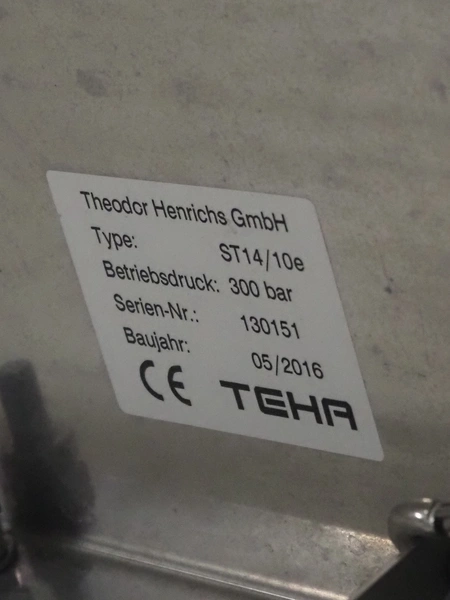 Theodor Henrichs GmbH
Type: ST14/10e
Betriebsdruck: 300 bar
Serien-Nr.: 130151
Baujahr: 05/2016
CE TEHA